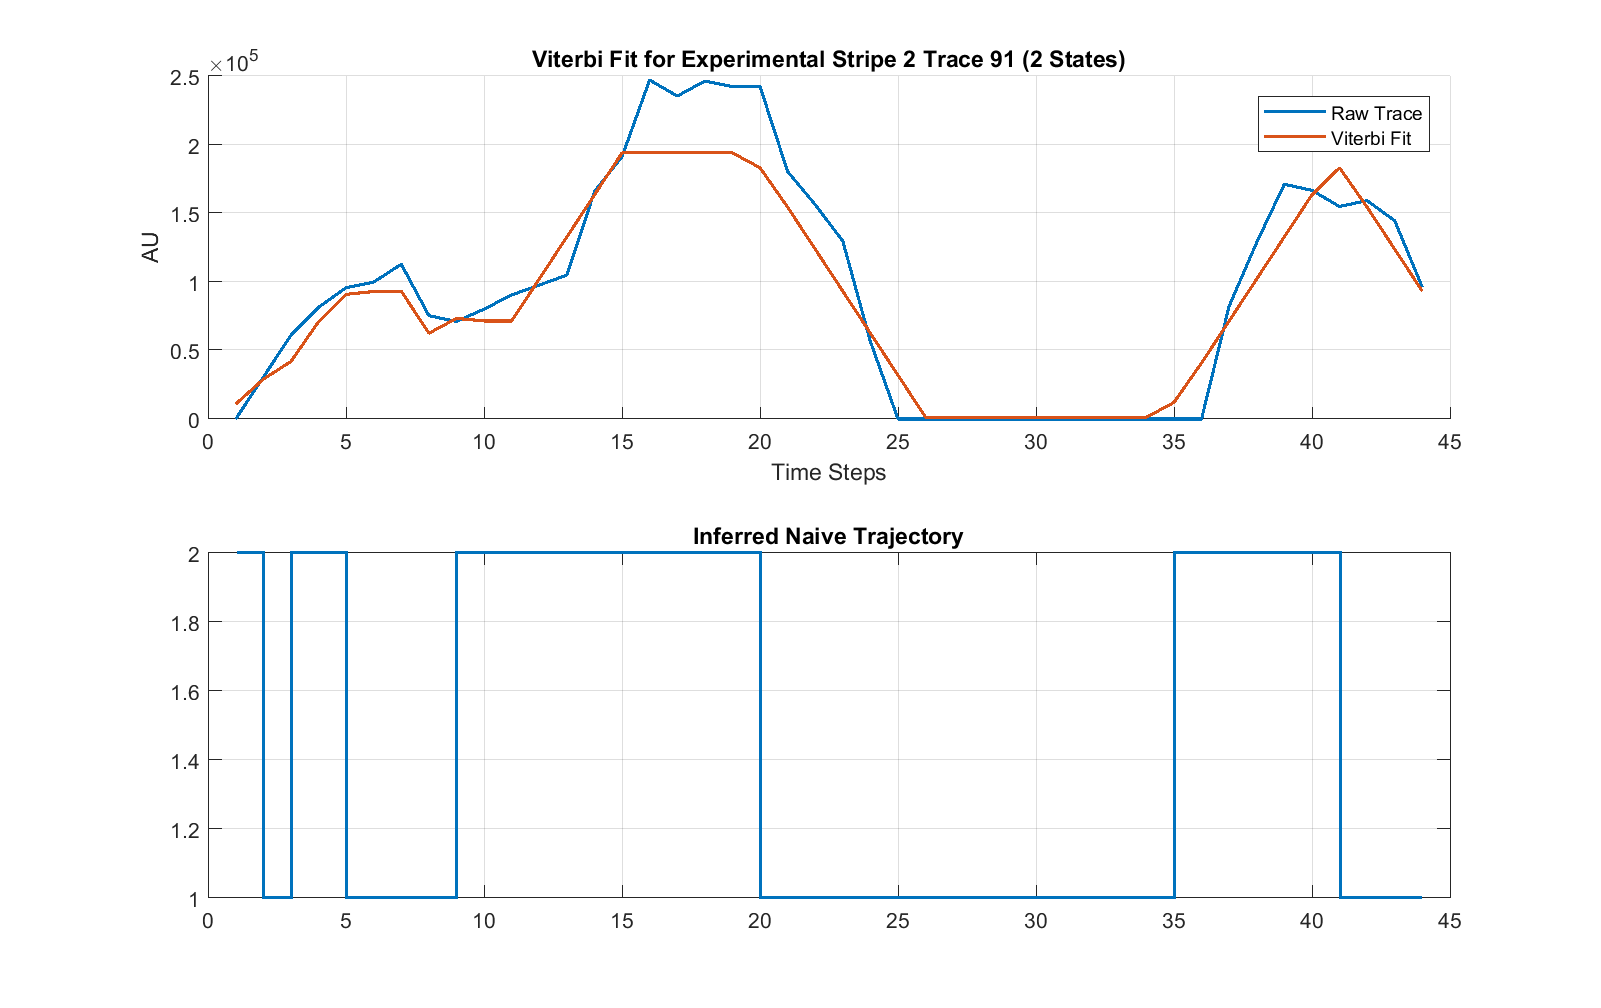 Viterbi Fit for Experimental Stripe 2 Trace 91 (2 States)
×10⁵
2.5
2
1.5
1
0.5
0
AU
Raw Trace
Viterbi Fit
0 5 10 15 20 25 30 35 40 45
Time Steps
Inferred Naive Trajectory
2
1.8
1.6
1.4
1.2
1
0 5 10 15 20 25 30 35 40 45